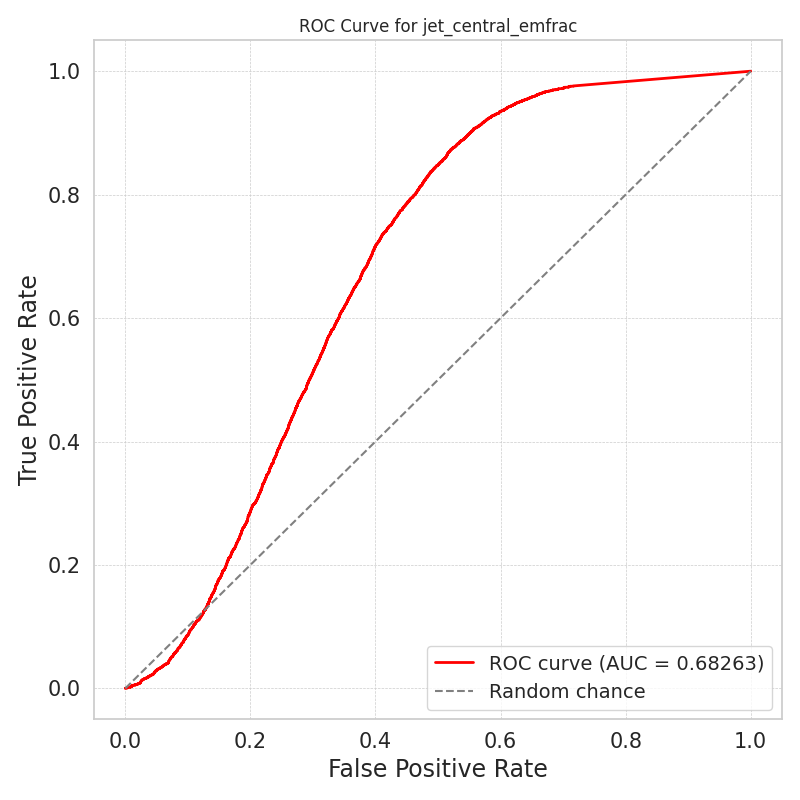 ROC Curve for jet_central_emfrac
True Positive Rate
1.0
0.8
0.6
0.4
0.2
0.0
ROC curve (AUC = 0.68263)
Random chance
0.0 0.2 0.4 0.6 0.8 1.0
False Positive Rate